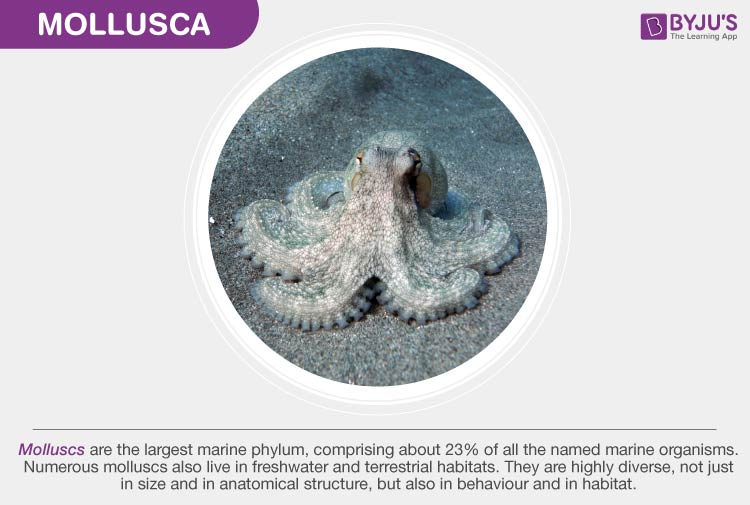 MOLLUSCA
BYJU'S
The Learning App
Molluscs are the largest marine phylum, comprising about 23% of all the named marine organisms.
Numerous molluscs also live in freshwater and terrestrial habitats. They are highly diverse, not just
in size and in anatomical structure, but also in behaviour and in habitat.